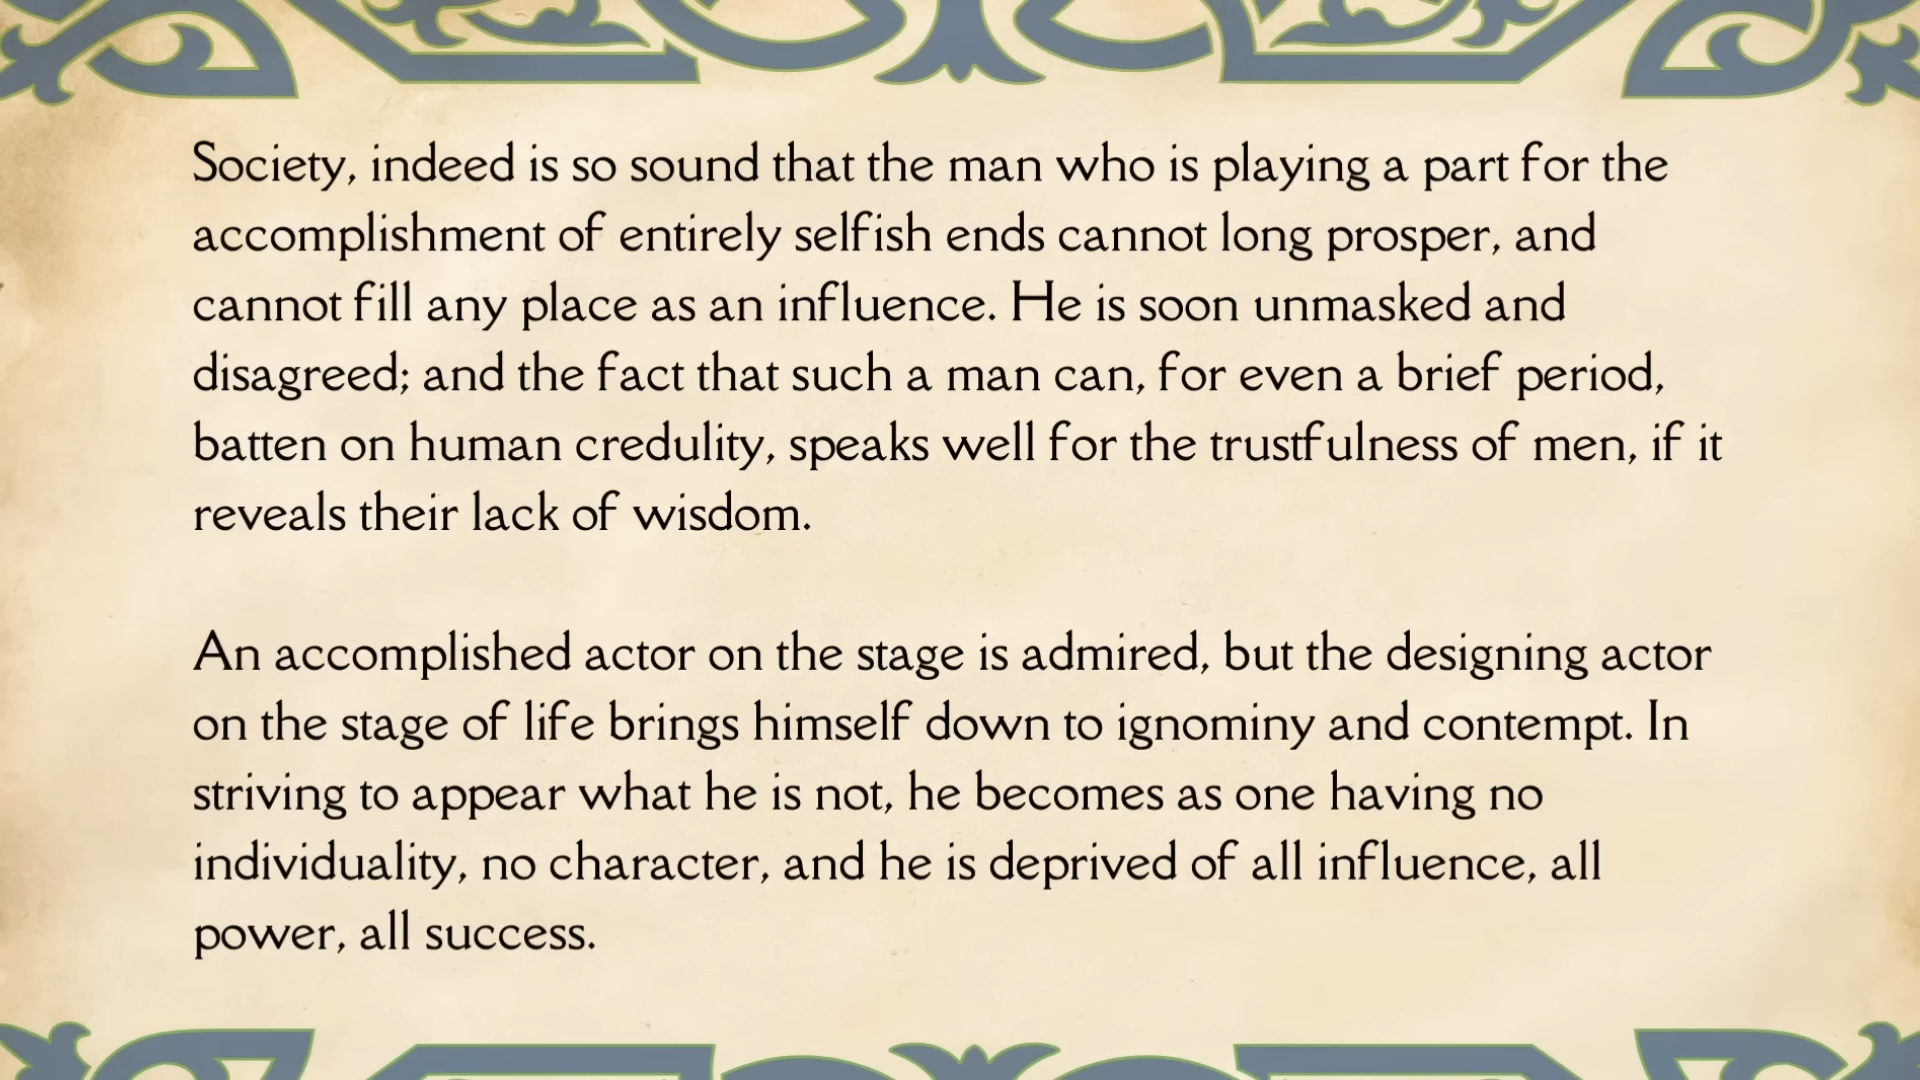 Society, indeed is so sound that the man who is playing a part for the
accomplishment of entirely selfish ends cannot long prosper, and
cannot fill any place as an influence. He is soon unmasked and
disagreed; and the fact that such a man can, for even a brief period,
batten on human credulity, speaks well for the trustfulness of men, if it
reveals their lack of wisdom.
An accomplished actor on the stage is admired, but the designing actor
on the stage of life brings himself down to ignominy and contempt. In
striving to appear what he is not, he becomes as one having no
individuality, no character, and he is deprived of all influence, all
power, all success.